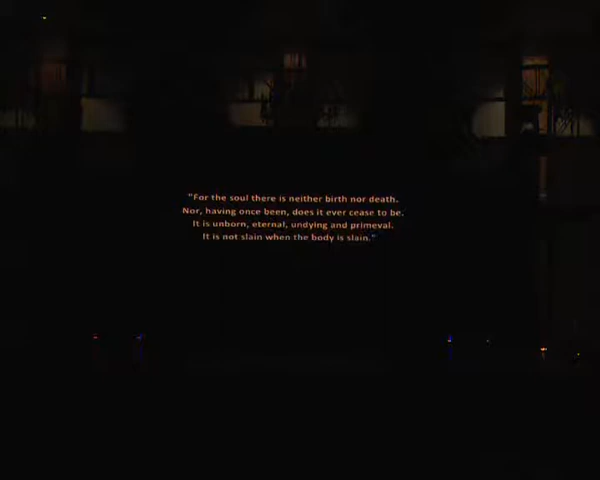 "For the soul there is neither birth nor death.
Nor, having once been, does it ever cease to be.
It is unborn, eternal, undying and primeval.
It is not slain when the body is slain."